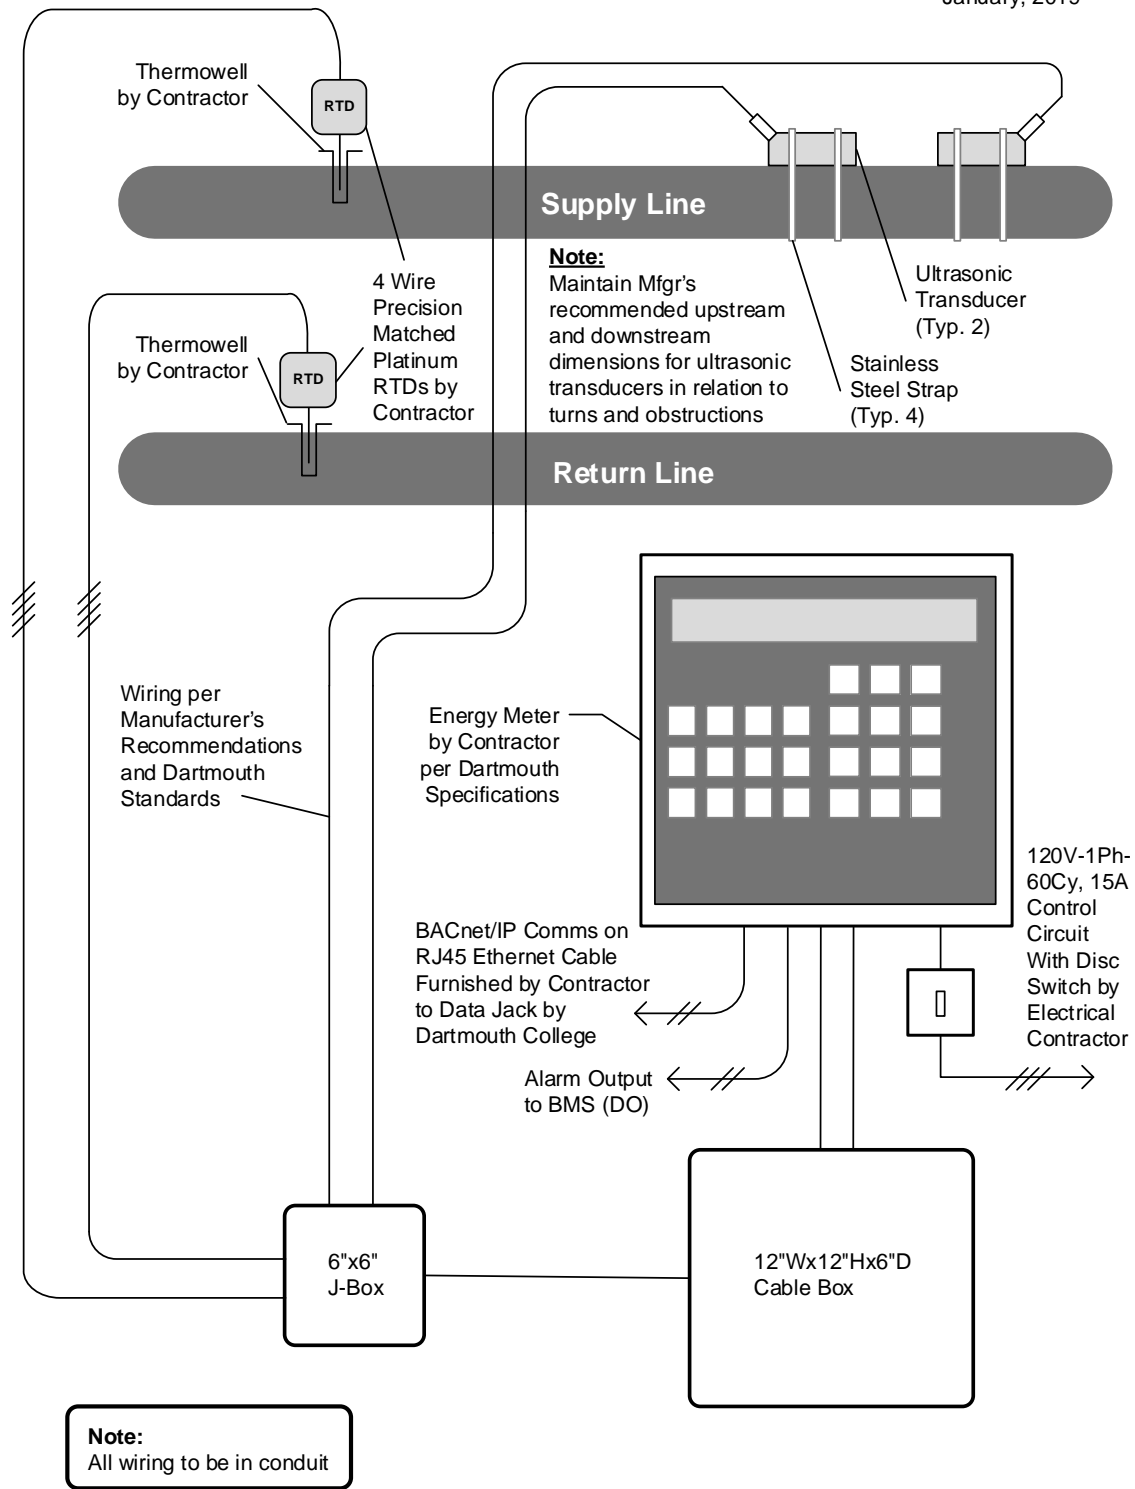 Thermowell
by Contractor
RTD
Supply Line
4 Wire
Precision
Matched
Platinum
RTDs by
Contractor
Note:
Maintain Mfgr's
recommended upstream
and downstream
dimensions for ultrasonic
transducers in relation to
turns and obstructions
Ultrasonic
Transducer
(Typ. 2)
Stainless
Steel Strap
(Typ. 4)
Thermowell
by Contractor
RTD
Return Line
Wiring per
Manufacturer's
Recommendations
and Dartmouth
Standards
Energy Meter
by Contractor
per Dartmouth
Specifications
120V-1Ph-
60Cy, 15A
Control
Circuit
With Disc
Switch by
Electrical
Contractor
BACnet/IP Comms on
RJ45 Ethernet Cable
Furnished by Contractor
to Data Jack by
Dartmouth College
Alarm Output
to BMS (DO)
6"x6"
J-Box
12"Wx12"Hx6"D
Cable Box
Note:
All wiring to be in conduit